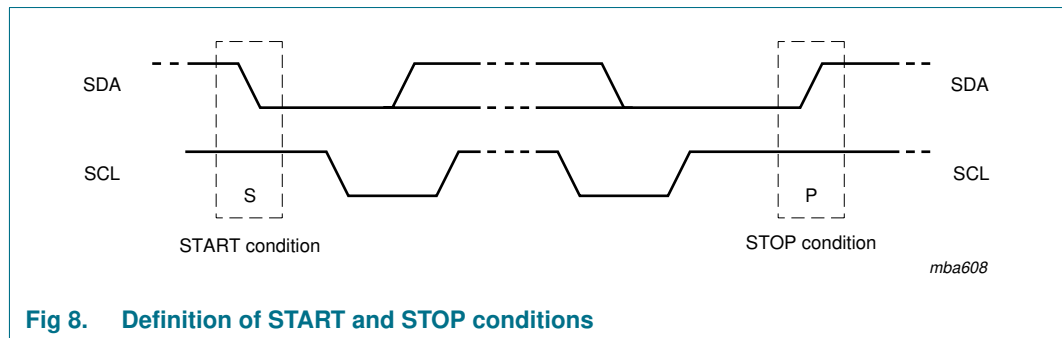 SDA SDA
SCL SCL
S P
START condition STOP condition
mba608
Fig 8. Definition of START and STOP conditions